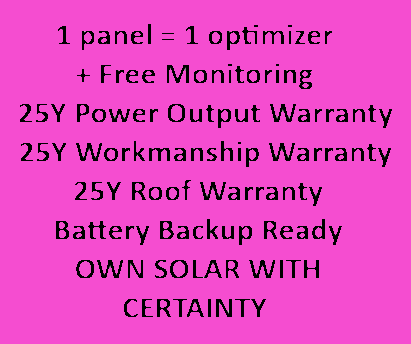 1 panel = 1 optimizer
+ Free Monitoring
25Y Power Output Warranty
25Y Workmanship Warranty
25Y Roof Warranty
Battery Backup Ready
OWN SOLAR WITH
CERTAINTY